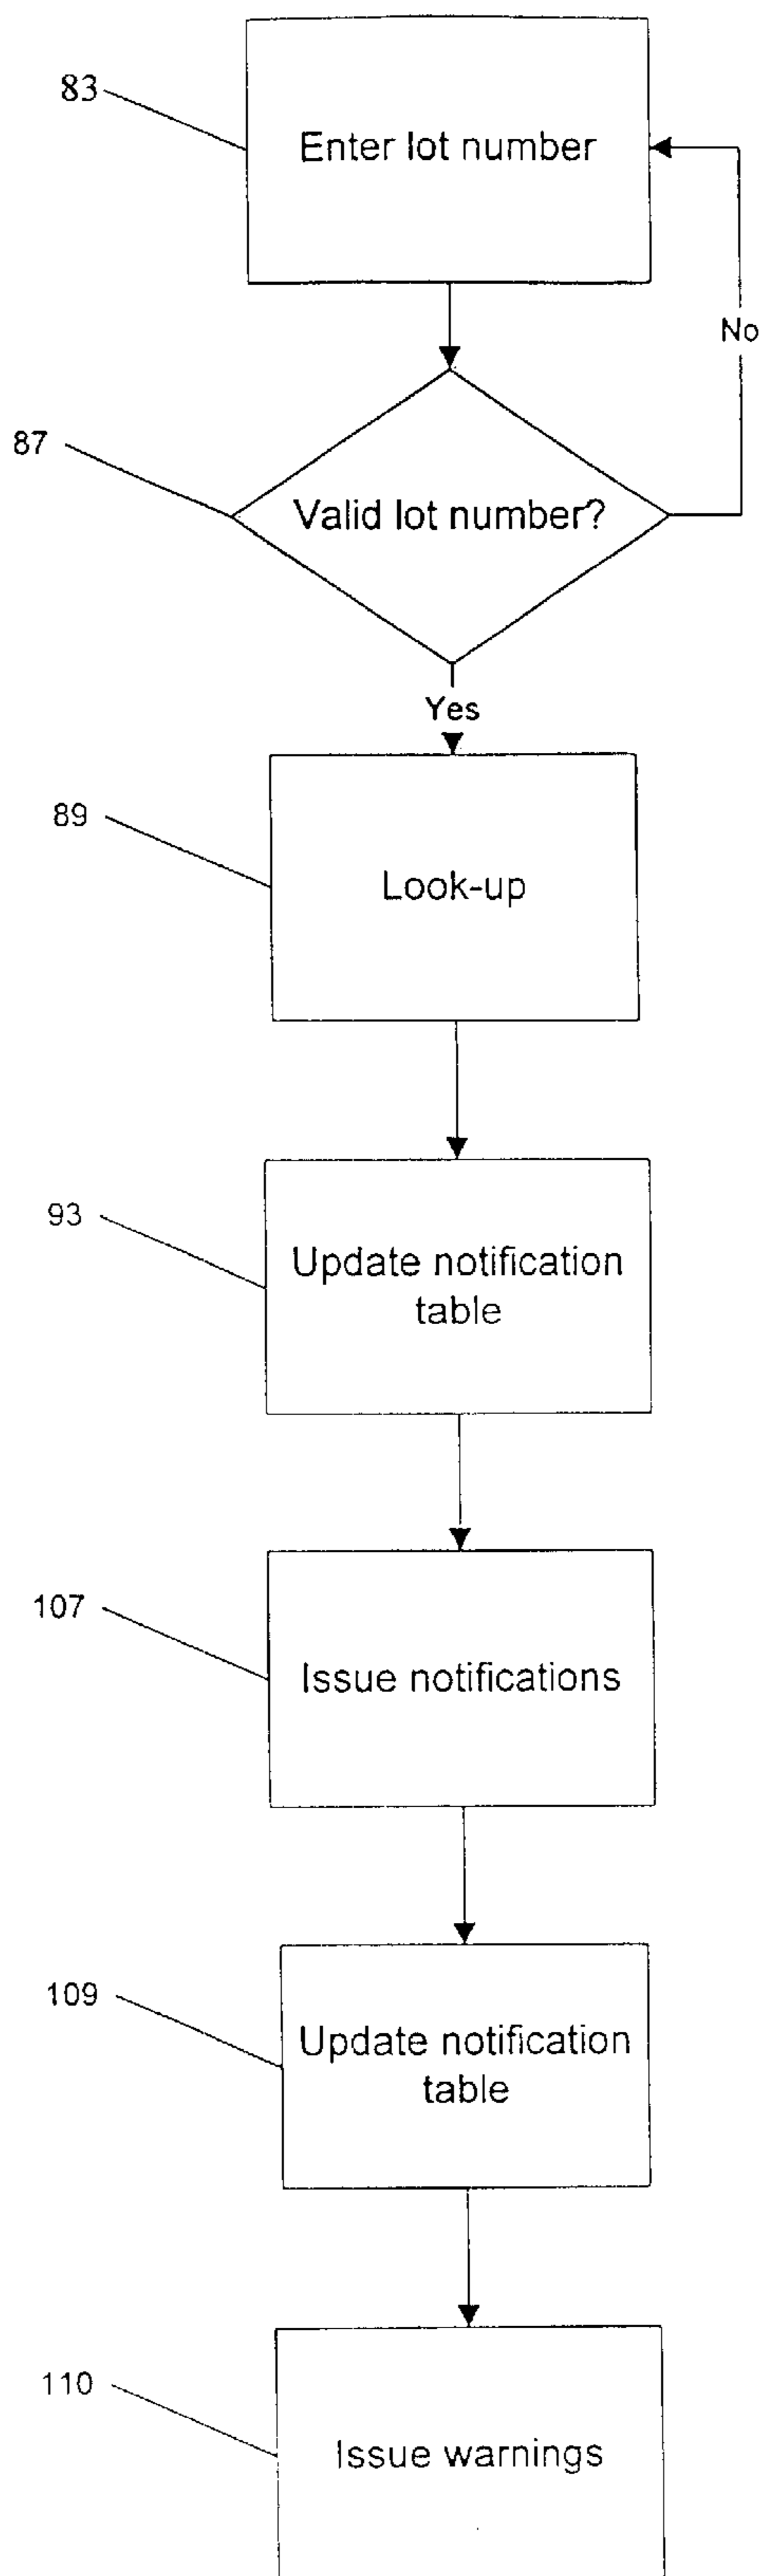 83
Enter lot number
No
87
Valid lot number?
Yes
89
Look-up
93
Update notification
table
107
Issue notifications
109
Update notification
table
110
Issue warnings